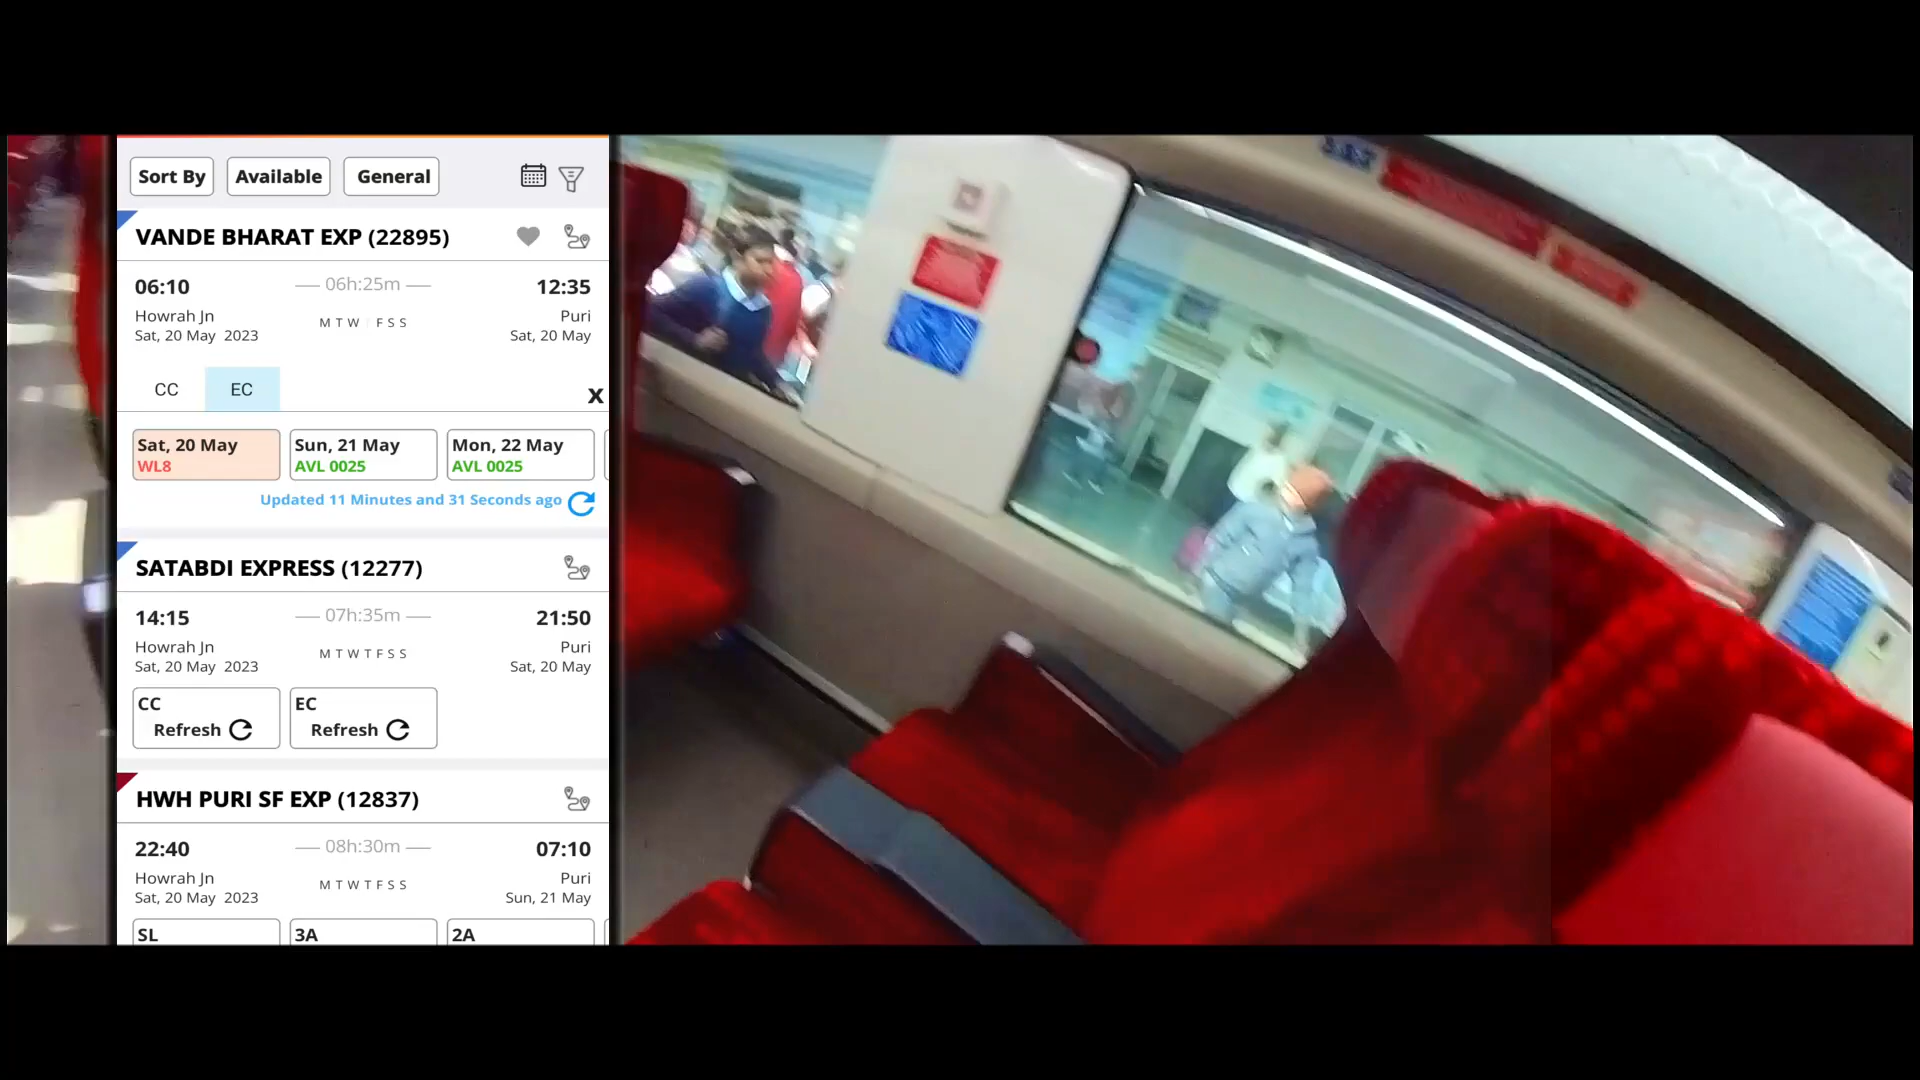 Sort By Available General
VANDE BHARAT EXP (22895)
06:10 06h:25m 12:35
Howrah Jn M T W F S S Puri
Sat, 20 May 2023 Sat, 20 May
CC EC X
Sat, 20 May Sun, 21 May Mon, 22 May
WL8 AVL 0025 AVL 0025
Updated 11 Minutes and 31 Seconds ago
SATABDI EXPRESS (12277)
14:15 07h:35m 21:50
Howrah Jn M T W T F S S Puri
Sat, 20 May 2023 Sat, 20 May
CC EC
Refresh Refresh
HWH PURI SF EXP (12837)
22:40 08h:30m 07:10
Howrah Jn M T W T F S S Puri
Sat, 20 May 2023 Sun, 21 May
SL 3A 2A